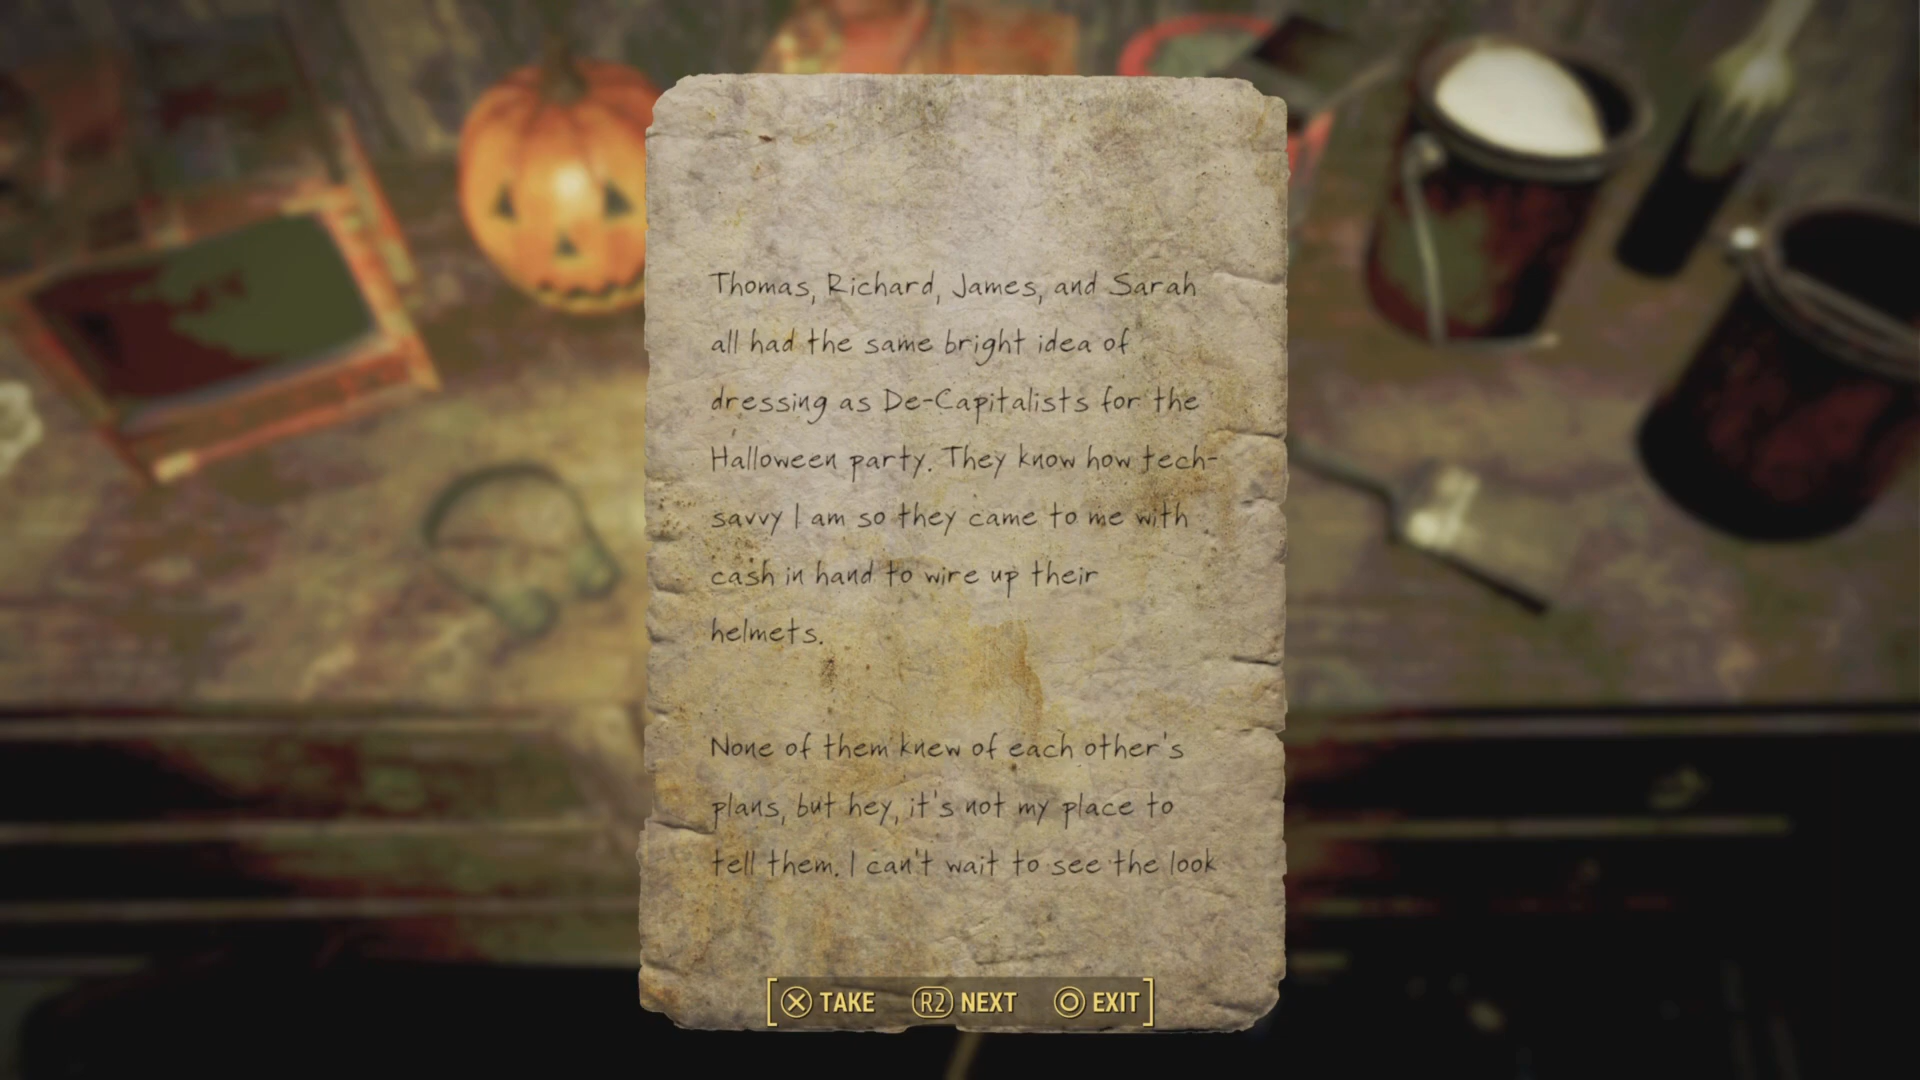 Thomas, Richard, James, and Sarah
all had the same bright idea of
dressing as De-Capitalists for the
Halloween party. They know how tech-
savvy I am so they came to me with
cash in hand to wire up their
helmets.
None of them knew of each other's
plans, but hey, it's not my place to
tell them. I can't wait to see the look
TAKE R2 NEXT EXIT